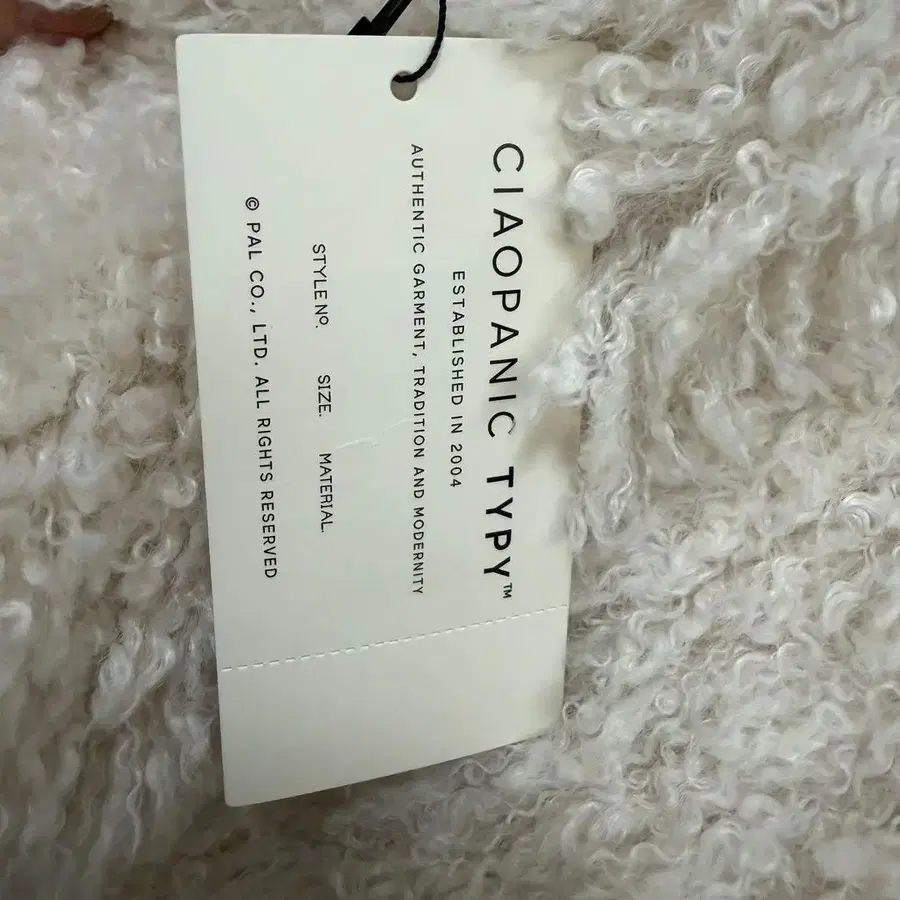 CIAOPANIC TYPY™
ESTABLISHED IN 2004
AUTHENTIC GARMENT, TRADITION AND MODERNITY
STYLE Nº. SIZE. MATERIAL.
© PAL CO., LTD. ALL RIGHTS RESERVED